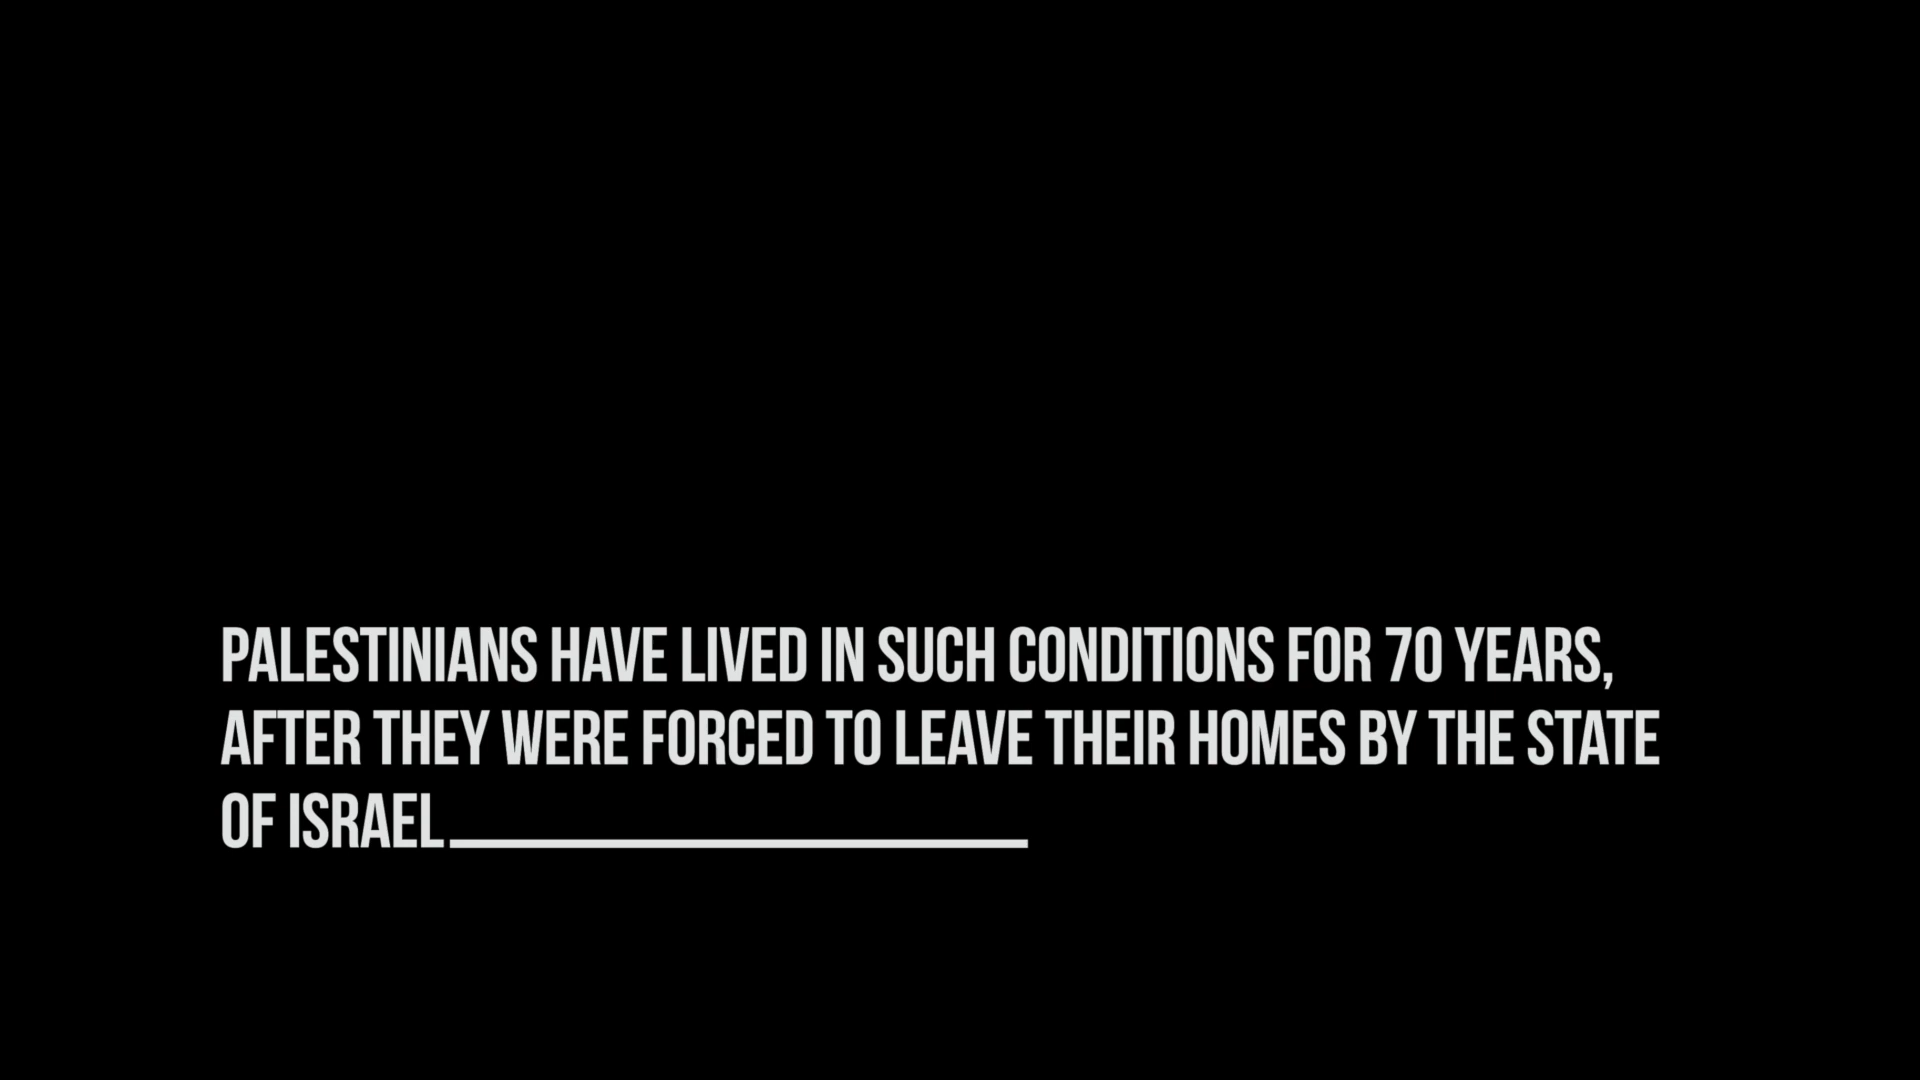 PALESTINIANS HAVE LIVED IN SUCH CONDITIONS FOR 70 YEARS,
AFTER THEY WERE FORCED TO LEAVE THEIR HOMES BY THE STATE
OF ISRAEL